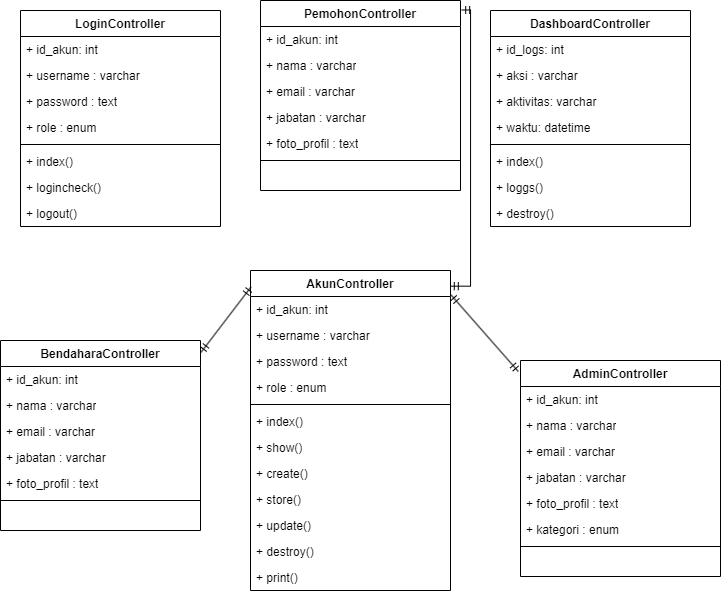 LoginController
+ id_akun: int
+ username : varchar
+ password : text
+ role : enum
+ index()
+ logincheck()
+ logout()
PemohonController
+ id_akun: int
+ nama : varchar
+ email : varchar
+ jabatan : varchar
+ foto_profil : text
DashboardController
+ id_logs: int
+ aksi : varchar
+ aktivitas: varchar
+ waktu: datetime
+ index()
+ loggs()
+ destroy()
BendaharaController
+ id_akun: int
+ nama : varchar
+ email : varchar
+ jabatan : varchar
+ foto_profil : text
AkunController
+ id_akun: int
+ username : varchar
+ password : text
+ role : enum
+ index()
+ show()
+ create()
+ store()
+ update()
+ destroy()
+ print()
AdminController
+ id_akun: int
+ nama : varchar
+ email : varchar
+ jabatan : varchar
+ foto_profil : text
+ kategori : enum